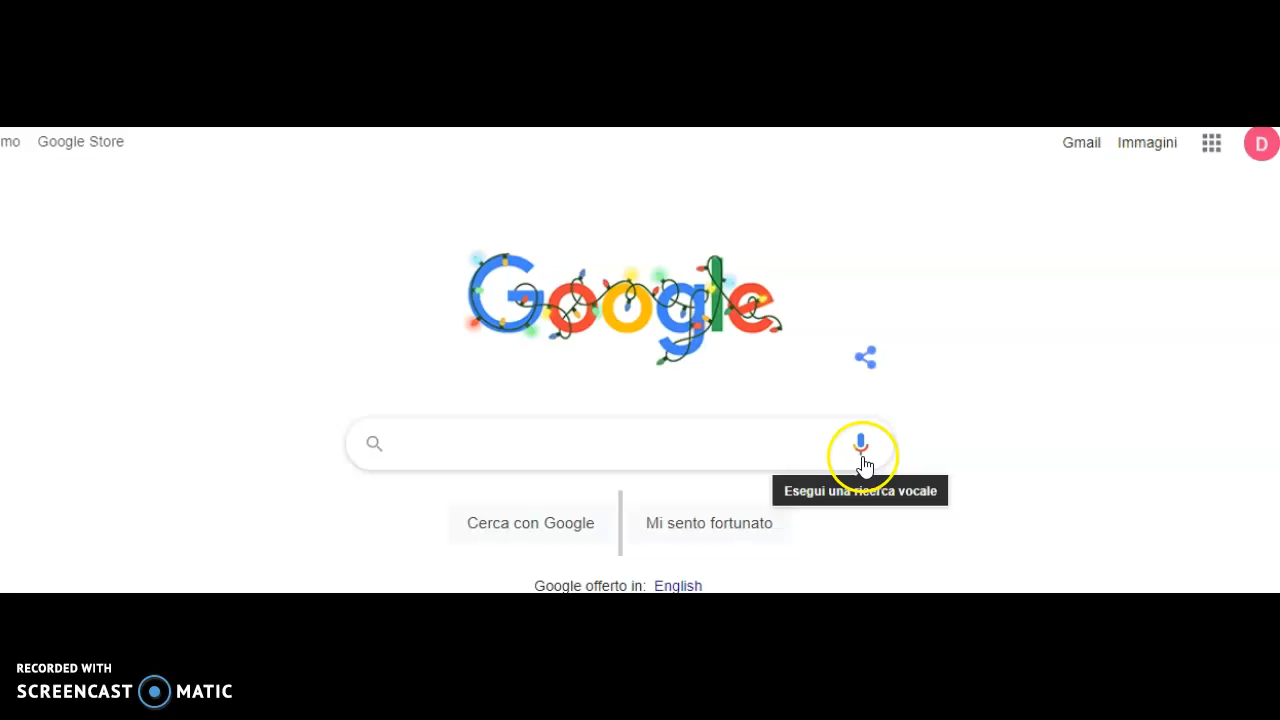 mo Google Store
Gmail Immagini
D
Google
Esegui una ricerca vocale
Cerca con Google
Mi sento fortunato
Google offerto in: English
RECORDED WITH
SCREENCAST MATIC